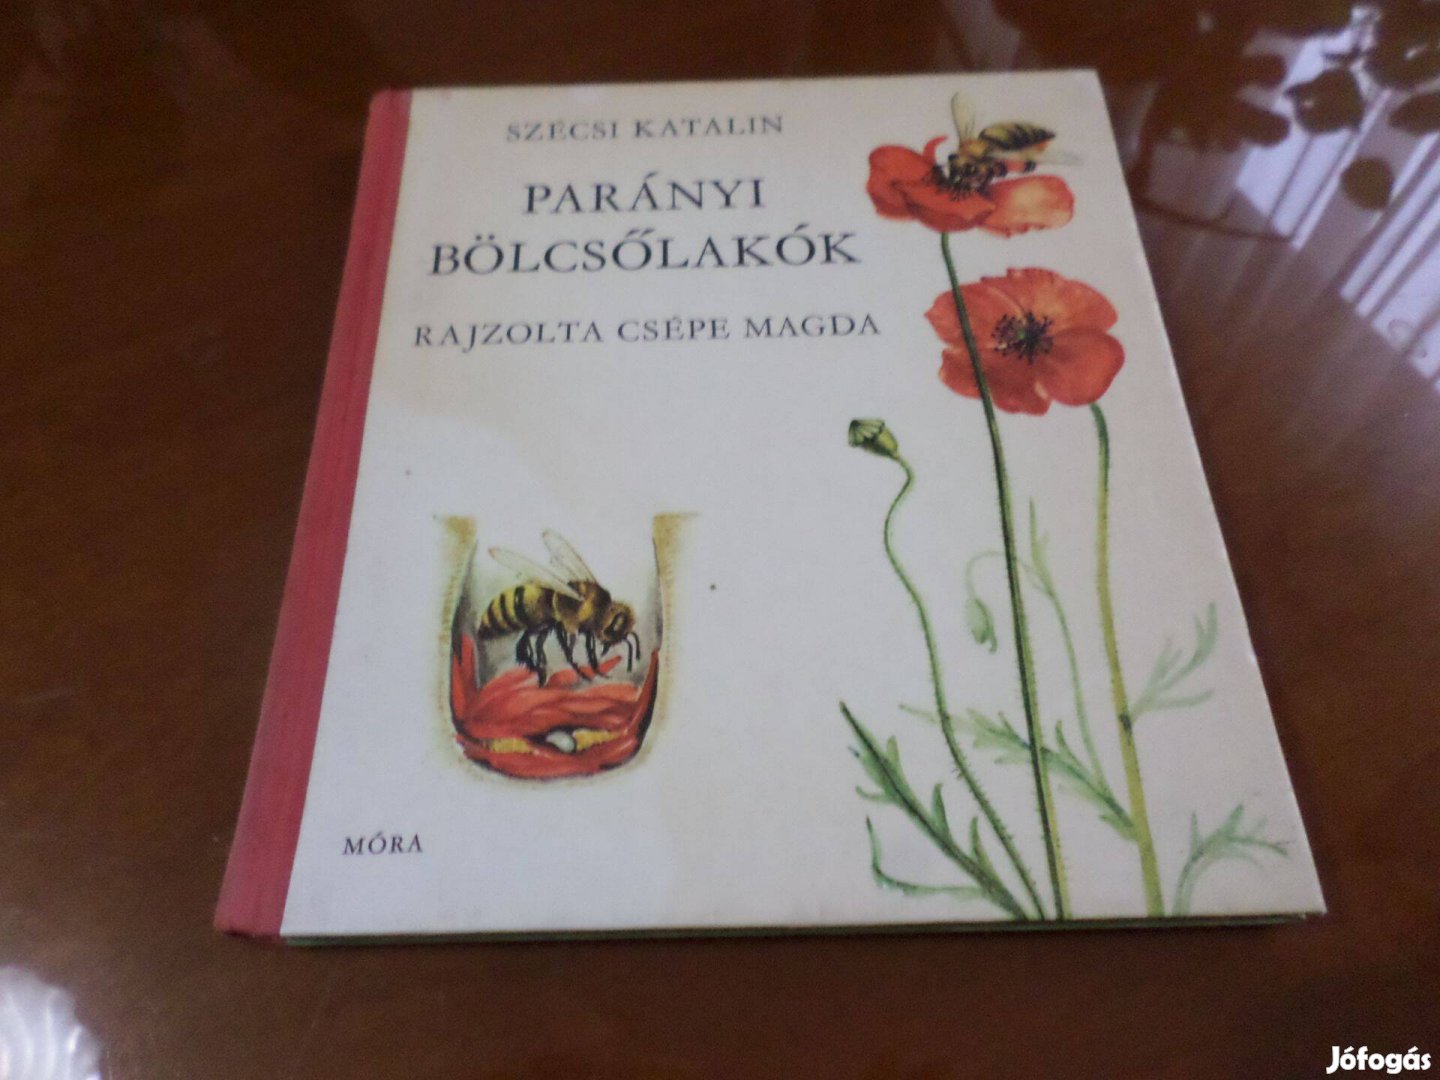 SZÉCSI KATALIN
PARÁNYI
BÖLCSŐLAKÓK
RAJZOLTA CSÉPE MAGDA
MÓRA
Jófogás